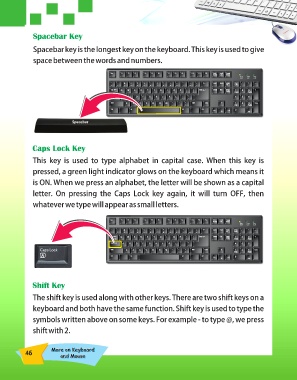 Spacebar Key
Spacebar key is the longest key on the keyboard. This key is used to give
space between the words and numbers.
Spacebar
Caps Lock Key
This key is used to type alphabet in capital case. When this key is
pressed, a green light indicator glows on the keyboard which means it
is ON. When we press an alphabet, the letter will be shown as a capital
letter. On pressing the Caps Lock key again, it will turn OFF, then
whatever we type will appear as small letters.
Caps Lock
Shift Key
The shift key is used along with other keys. There are two shift keys on a
keyboard and both have the same function. Shift key is used to type the
symbols written above on some keys. For example - to type @, we press
shift with 2.
46
More on Keyboard
and Mouse